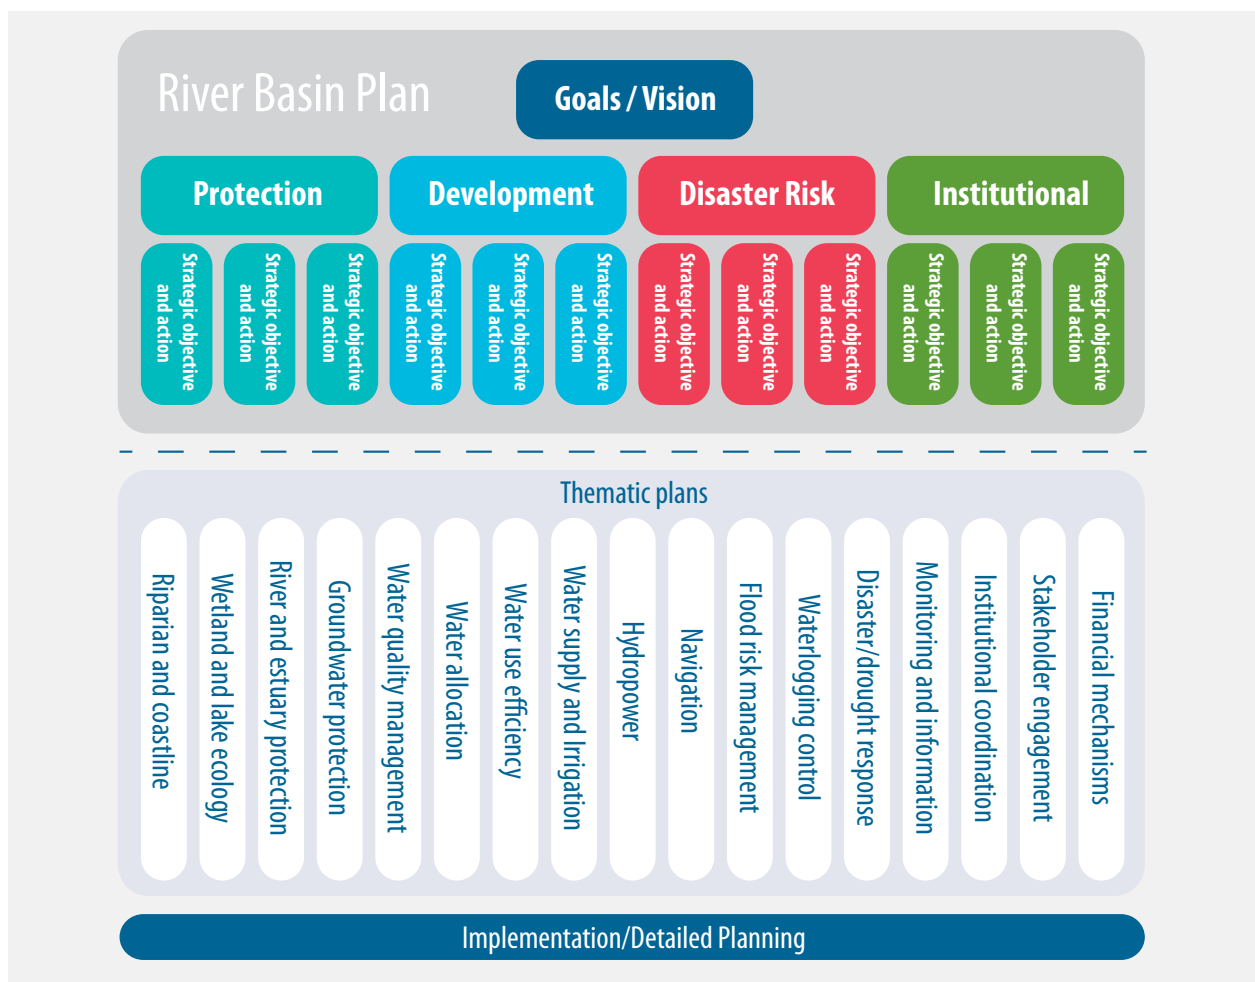 River Basin Plan
Goals / Vision
Protection
Development
Disaster Risk
Institutional
Strategic objective
and action
Strategic objective
and action
Strategic objective
and action
Strategic objective
and action
Strategic objective
and action
Strategic objective
and action
Strategic objective
and action
Strategic objective
and action
Strategic objective
and action
Strategic objective
and action
Strategic objective
and action
Strategic objective
and action
Thematic plans
Riparian and coastline
Wetland and lake ecology
River and estuary protection
Groundwater protection
Water quality management
Water allocation
Water use efficiency
Water supply and Irrigation
Hydropower
Navigation
Flood risk management
Waterlogging control
Disaster/drought response
Monitoring and information
Institutional coordination
Stakeholder engagement
Financial mechanisms
Implementation/Detailed Planning